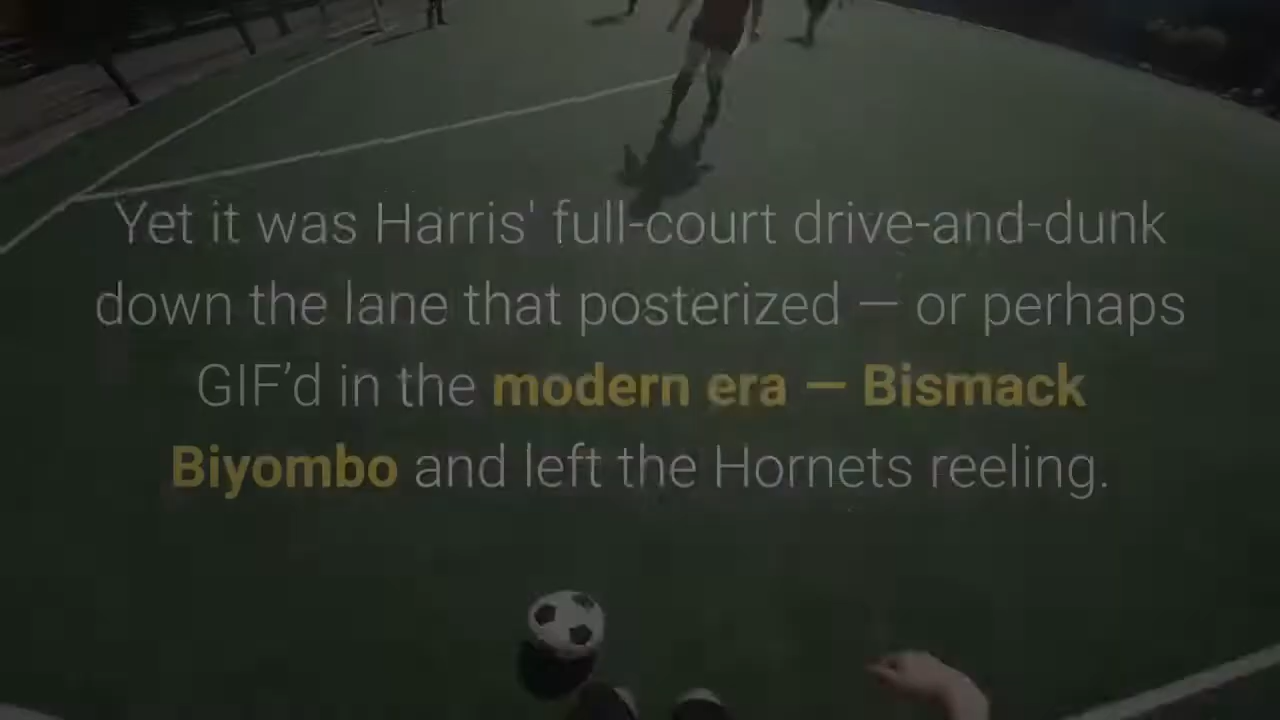 Yet it was Harris' full-court drive-and-dunk
down the lane that posterized — or perhaps
GIF’d in the modern era — Bismack
Biyombo and left the Hornets reeling.